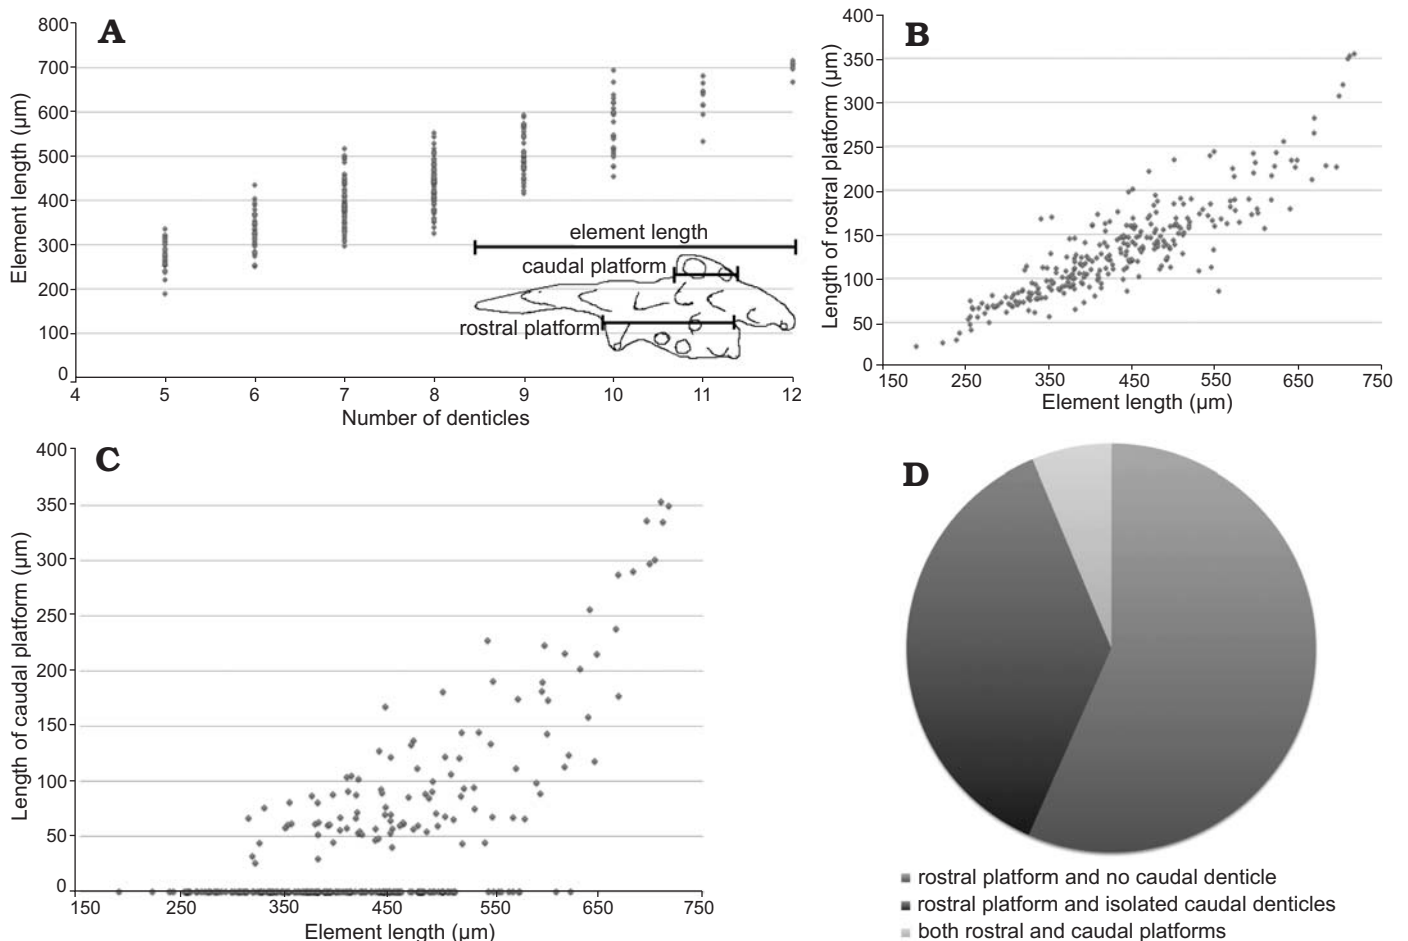 A
Element length (µm)
800
700
600
500
400
300
200
100
0
4 5 6 7 8 9 10 11 12
Number of denticles
element length
caudal platform
rostral platform
B
Length of rostral platform (µm)
400
350
300
250
200
150
100
50
0
150 250 350 450 550 650 750
Element length (µm)
C
Length of caudal platform (µm)
400
350
300
250
200
150
100
50
0
150 250 350 450 550 650 750
Element length (µm)
D
rostral platform and no caudal denticle
rostral platform and isolated caudal denticles
both rostral and caudal platforms